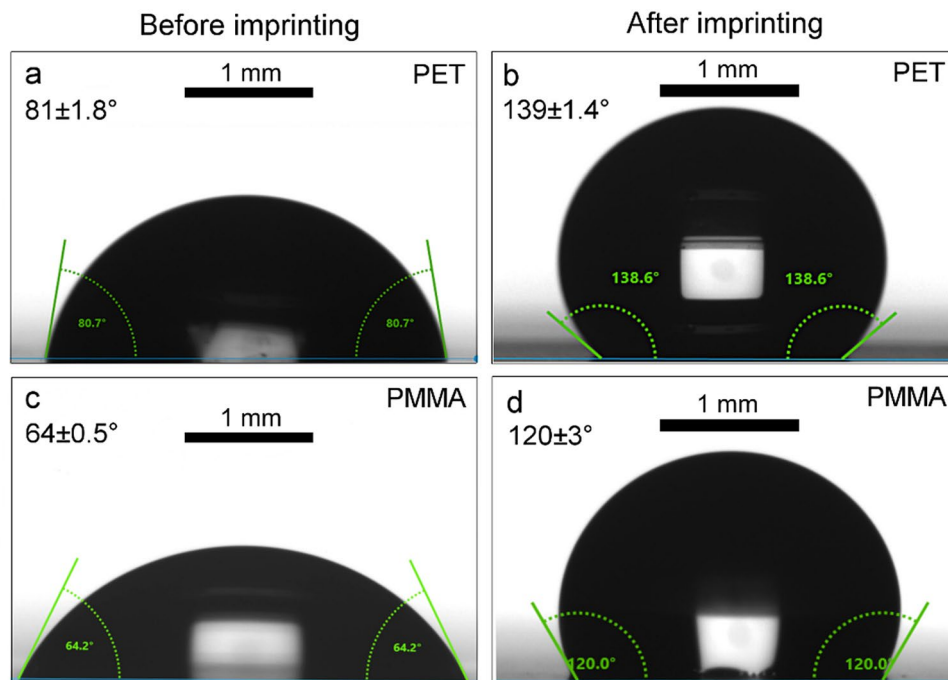 Before imprinting
After imprinting
a
1 mm
PET
81±1.8°
80.7°
80.7°
b
1 mm
PET
139±1.4°
138.6°
138.6°
c
1 mm
PMMA
64±0.5°
64.2°
64.2°
d
1 mm
PMMA
120±3°
120.0°
120.0°